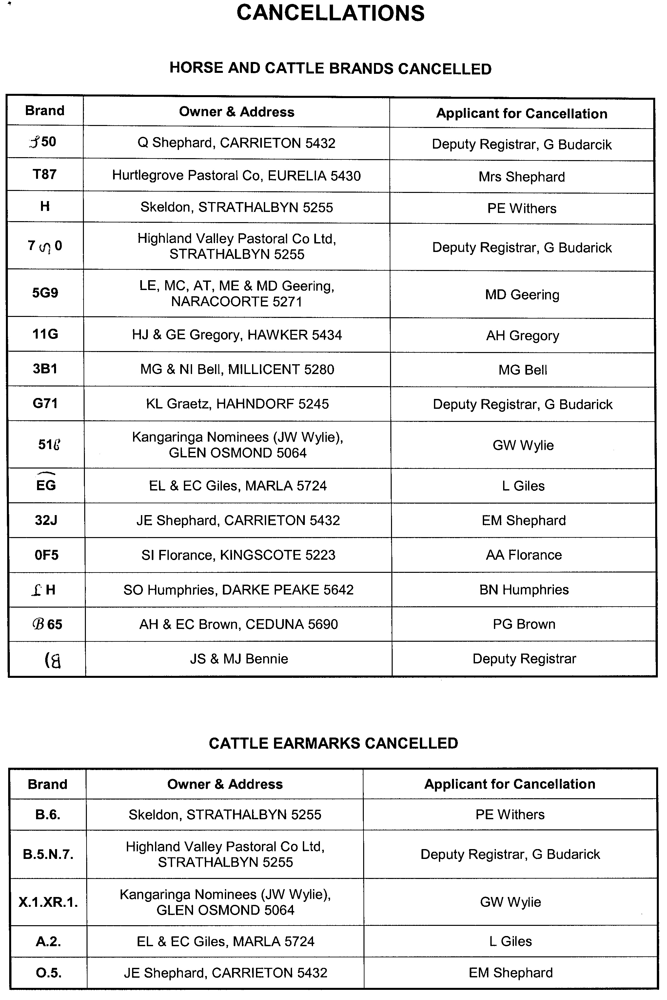 CANCELLATIONS
HORSE AND CATTLE BRANDS CANCELLED
Brand Owner & Address Applicant for Cancellation
50 Q Shephard, CARRIETON 5432 Deputy Registrar, G Budarcik
T87 Hurtlegrove Pastoral Co, EURELIA 5430 Mrs Shephard
H Skeldon, STRATHALBYN 5255 PE Withers
7 0 Highland Valley Pastoral Co Ltd,
STRATHALBYN 5255 Deputy Registrar, G Budarick
5G9 LE, MC, AT, ME & MD Geering,
NARACOORTE 5271 MD Geering
11G HJ & GE Gregory, HAWKER 5434 AH Gregory
3B1 MG & NI Bell, MILLICENT 5280 MG Bell
G71 KL Graetz, HAHNDORF 5245 Deputy Registrar, G Budarick
51 Kangaringa Nominees (JW Wylie),
GLEN OSMOND 5064 GW Wylie
EG EL & EC Giles, MARLA 5724 L Giles
32J JE Shephard, CARRIETON 5432 EM Shephard
0F5 SI Florance, KINGSCOTE 5223 AA Florance
£ H SO Humphries, DARKE PEAKE 5642 BN Humphries
B 65 AH & EC Brown, CEDUNA 5690 PG Brown
JS & MJ Bennie Deputy Registrar
CATTLE EARMARKS CANCELLED
Brand Owner & Address Applicant for Cancellation
B.6. Skeldon, STRATHALBYN 5255 PE Withers
B.5.N.7. Highland Valley Pastoral Co Ltd,
STRATHALBYN 5255 Deputy Registrar, G Budarick
X.1.XR.1. Kangaringa Nominees (JW Wylie),
GLEN OSMOND 5064 GW Wylie
A.2. EL & EC Giles, MARLA 5724 L Giles
O.5. JE Shephard, CARRIETON 5432 EM Shephard